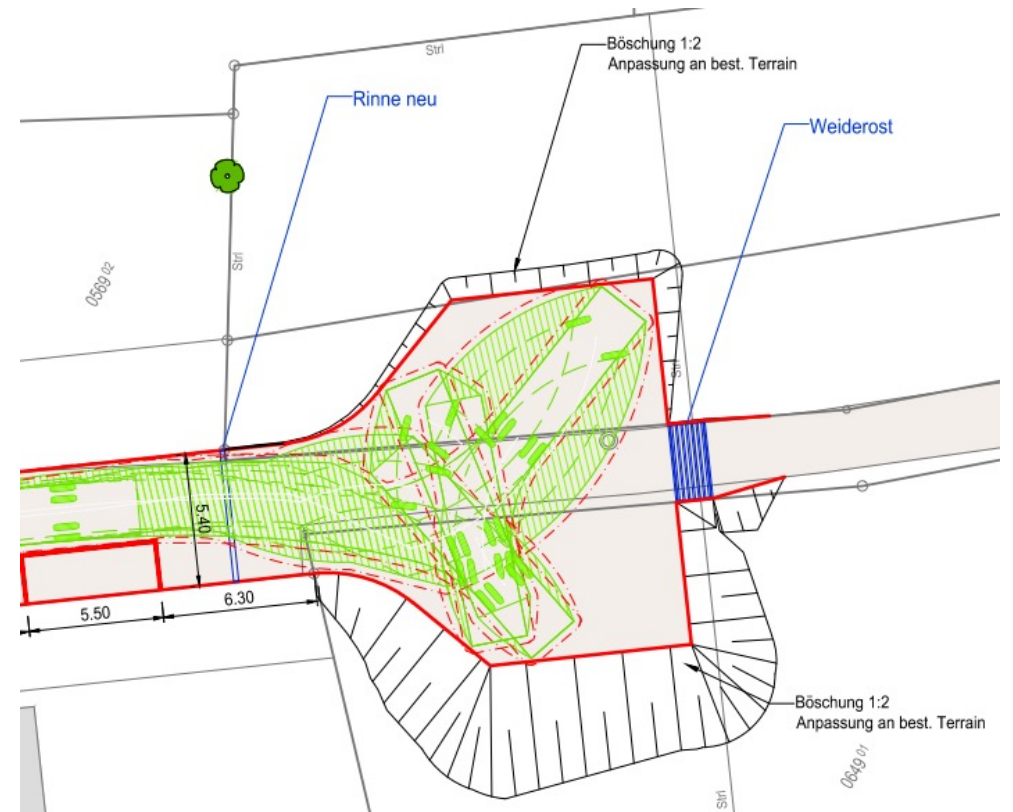 Strl
Böschung 1:2
Anpassung an best. Terrain
Rinne neu
Weiderost
Strl
0569 02
Strl
5.40
5.50
6.30
Böschung 1:2
Anpassung an best. Terrain
0649 01
Strl